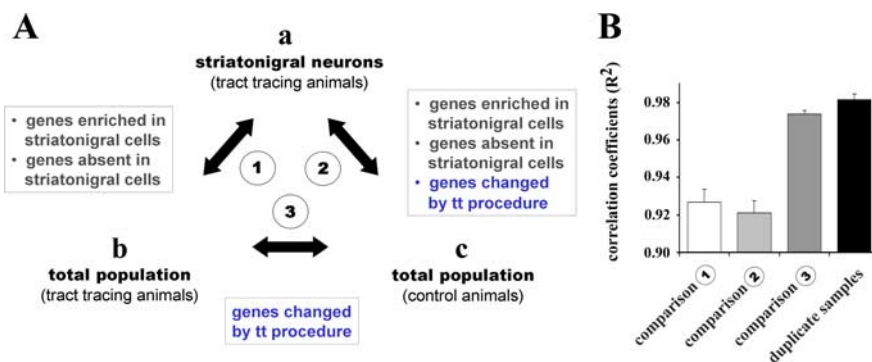 A
a
striatonigral neurons
(tract tracing animals)
• genes enriched in
striatonigral cells
• genes absent in
striatonigral cells
• genes enriched in
striatonigral cells
• genes absent in
striatonigral cells
• genes changed
by tt procedure
1
2
3
b
total population
(tract tracing animals)
c
total population
(control animals)
genes changed
by tt procedure
B
correlation coefficients (R²)
0.98
0.96
0.94
0.92
0.90
comparison 1
comparison 2
comparison 3
duplicate samples